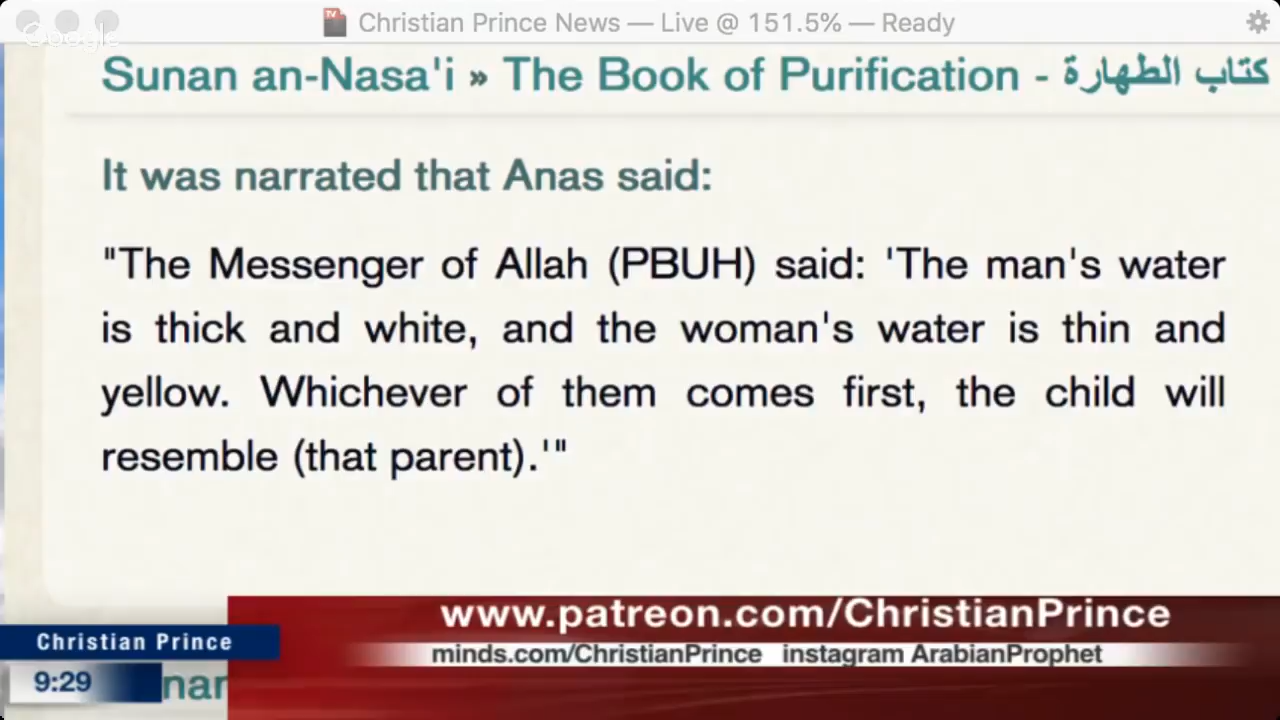 Christian Prince News — Live @ 151.5% — Ready
Google
Sunan an-Nasa'i » The Book of Purification - كتاب الطهارة
It was narrated that Anas said:
"The Messenger of Allah (PBUH) said: 'The man's water
is thick and white, and the woman's water is thin and
yellow. Whichever of them comes first, the child will
resemble (that parent).'"
www.patreon.com/ChristianPrince
Christian Prince
minds.com/ChristianPrince instagram ArabianProphet
9:29